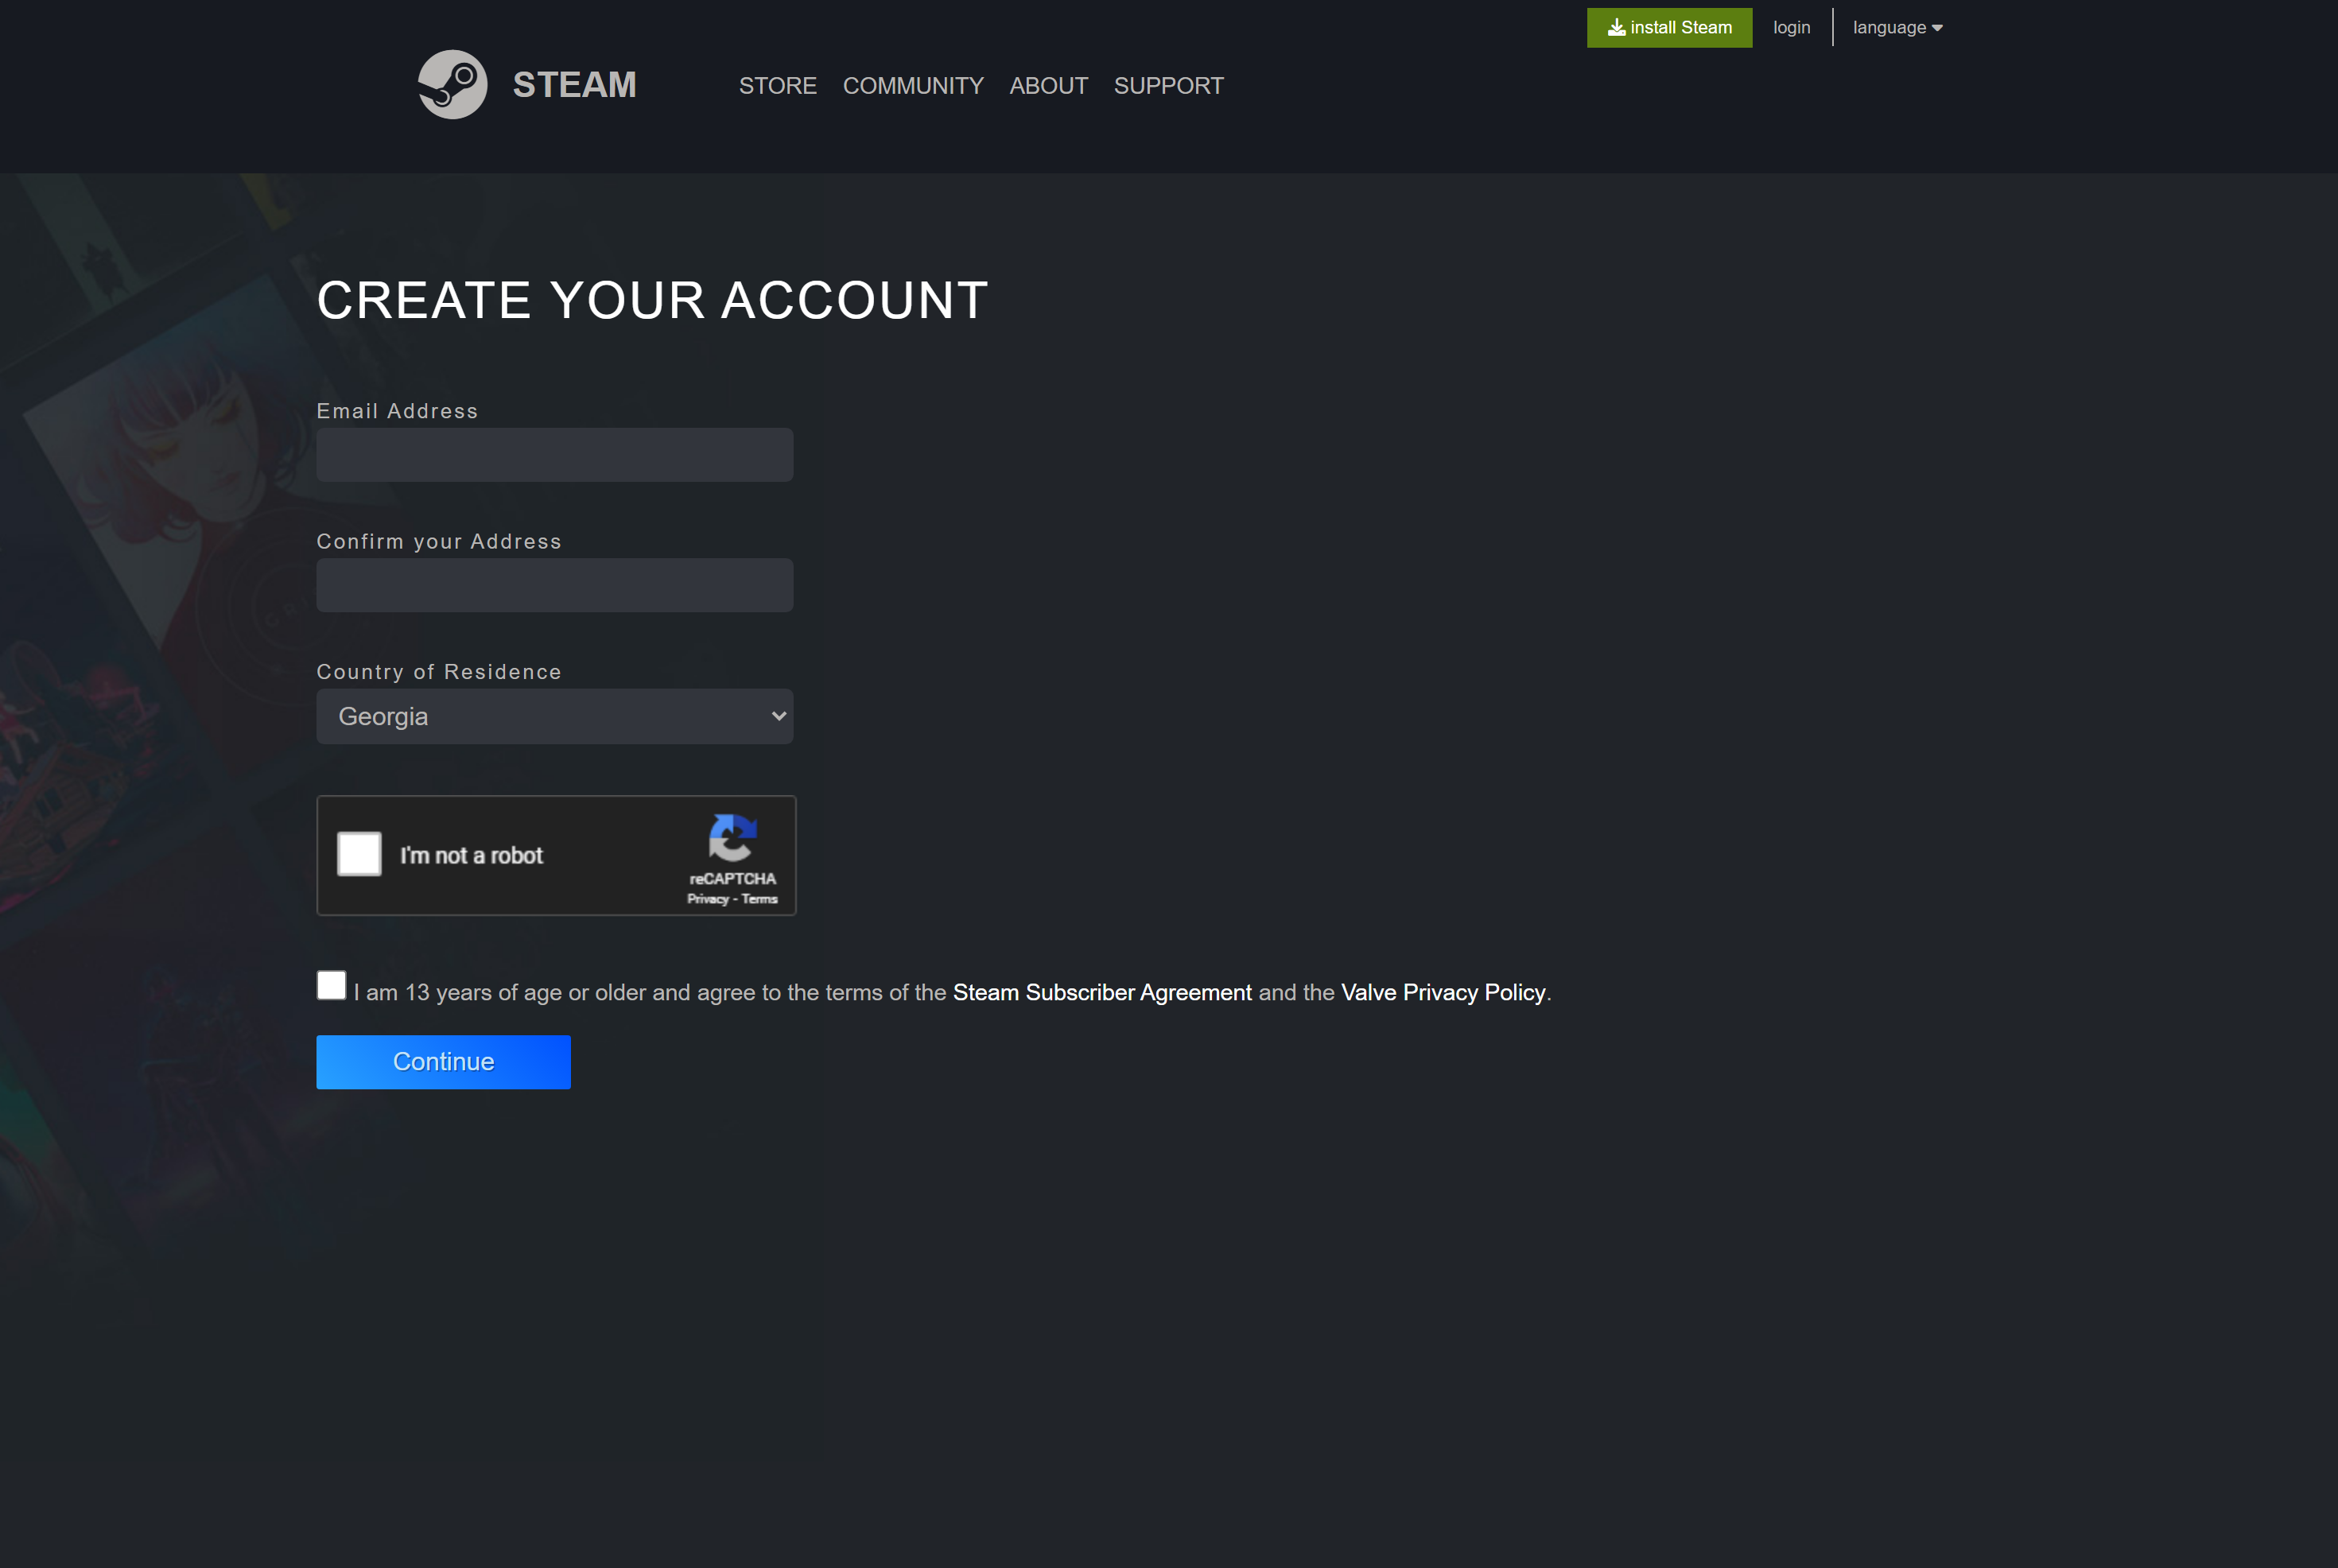 install Steam login language
STEAM STORE COMMUNITY ABOUT SUPPORT
CREATE YOUR ACCOUNT
Email Address
Confirm your Address
Country of Residence
Georgia
I'm not a robot
reCAPTCHA
Privacy - Terms
I am 13 years of age or older and agree to the terms of the Steam Subscriber Agreement and the Valve Privacy Policy.
Continue